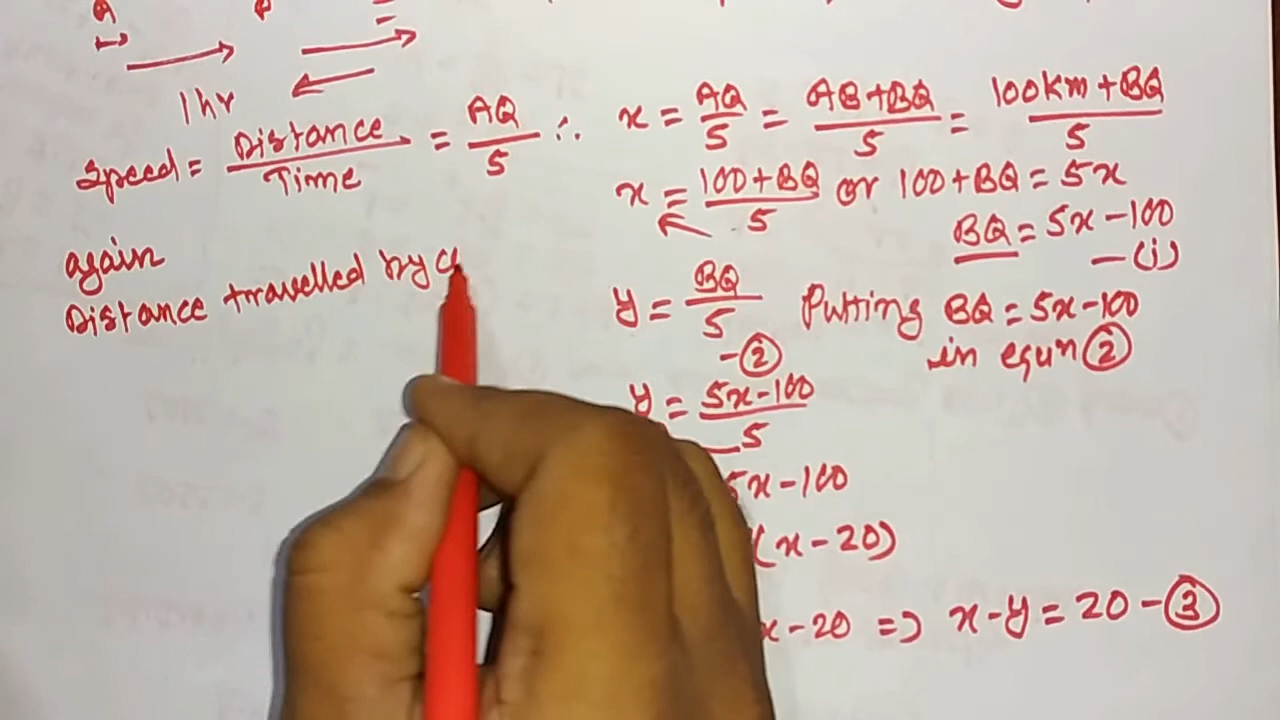 1hr
Speed = Distance / Time = AQ / 5 ∴
x = AQ / 5 = AB + BQ / 5 = 100km + BQ / 5
x = 100 + BQ / 5 or 100 + BQ = 5x
BQ = 5x - 100
- (i)
y = BQ / 5 Putting BQ = 5x - 100
- ② in equn ②
y = 5x - 100 / 5
5x - 100
(x - 20)
x - 20 => x - y = 20 - ③
again
Distance travelled by